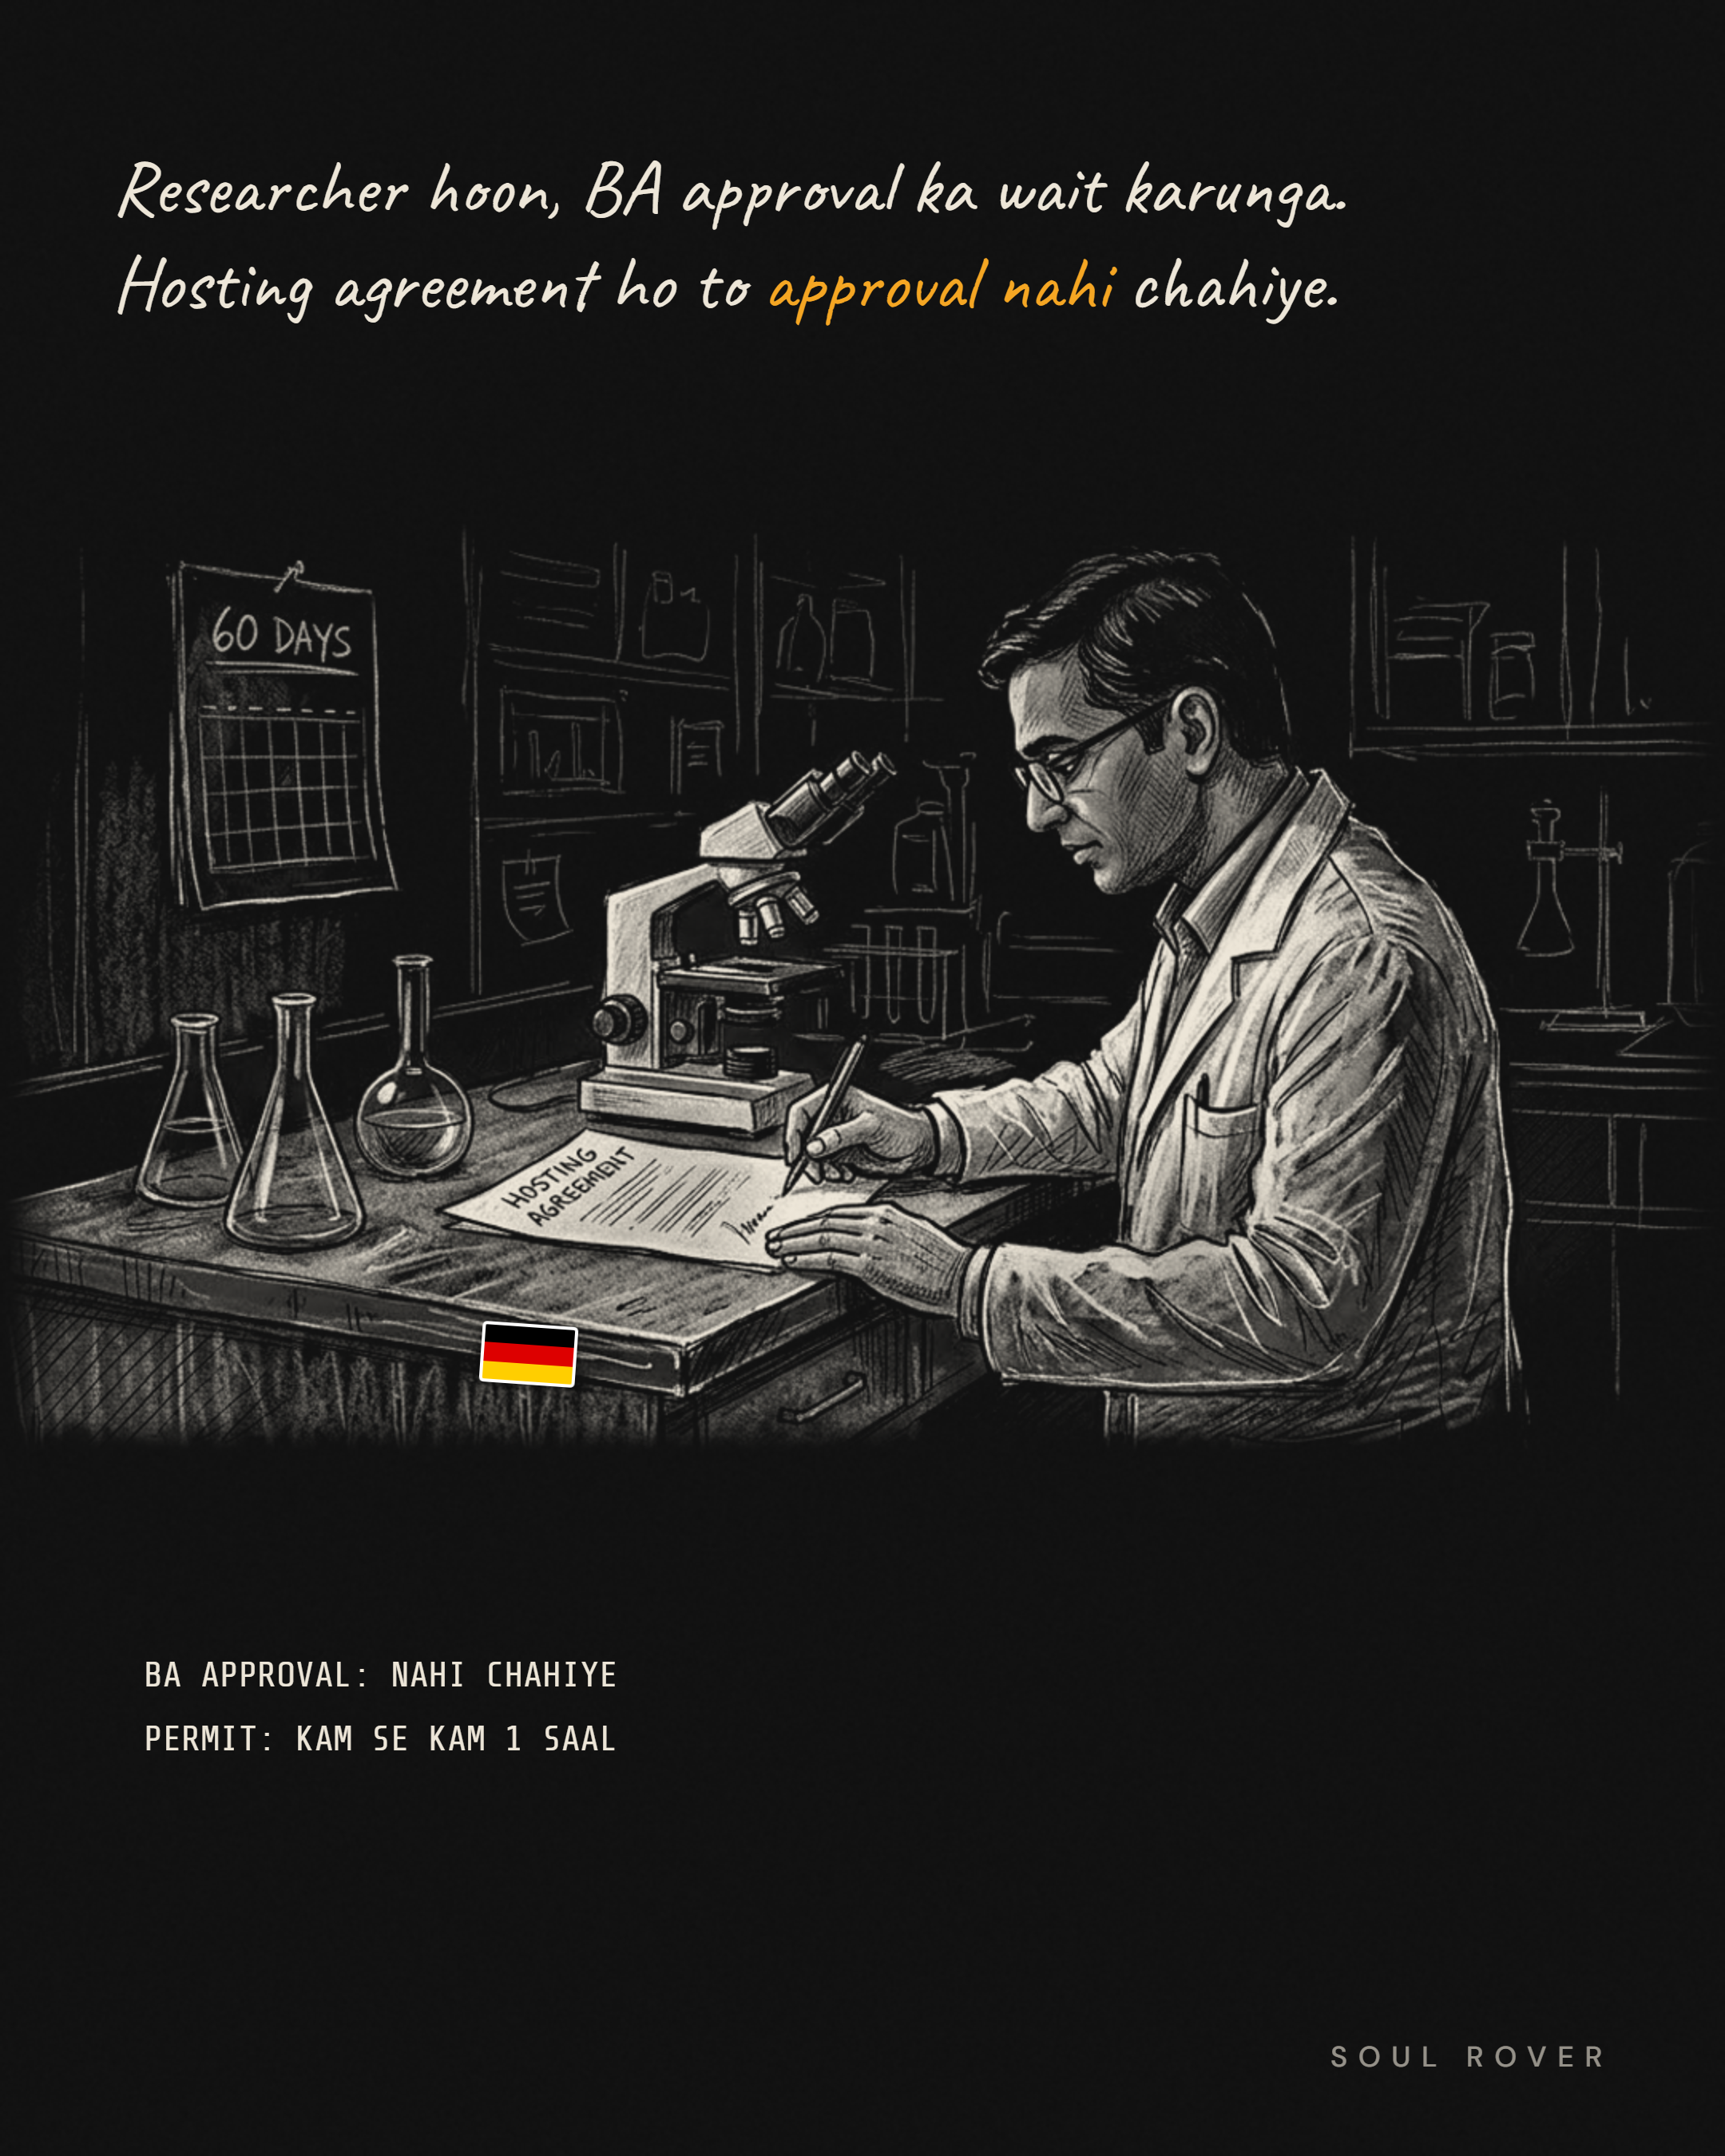 Researcher hoon, BA approval ka wait karunga.
Hosting agreement ho to approval nahi chahiye.
60 DAYS
HOSTING
AGREEMENT
BA APPROVAL: NAHI CHAHIYE
PERMIT: KAM SE KAM 1 SAAL
SOUL ROVER